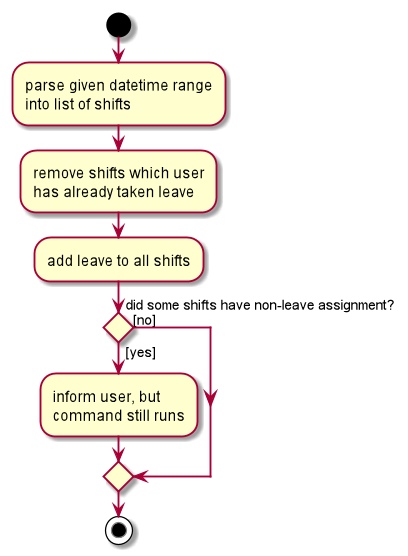 parse given datetime range
into list of shifts
remove shifts which user
has already taken leave
add leave to all shifts
did some shifts have non-leave assignment?
[no]
[yes]
inform user, but
command still runs